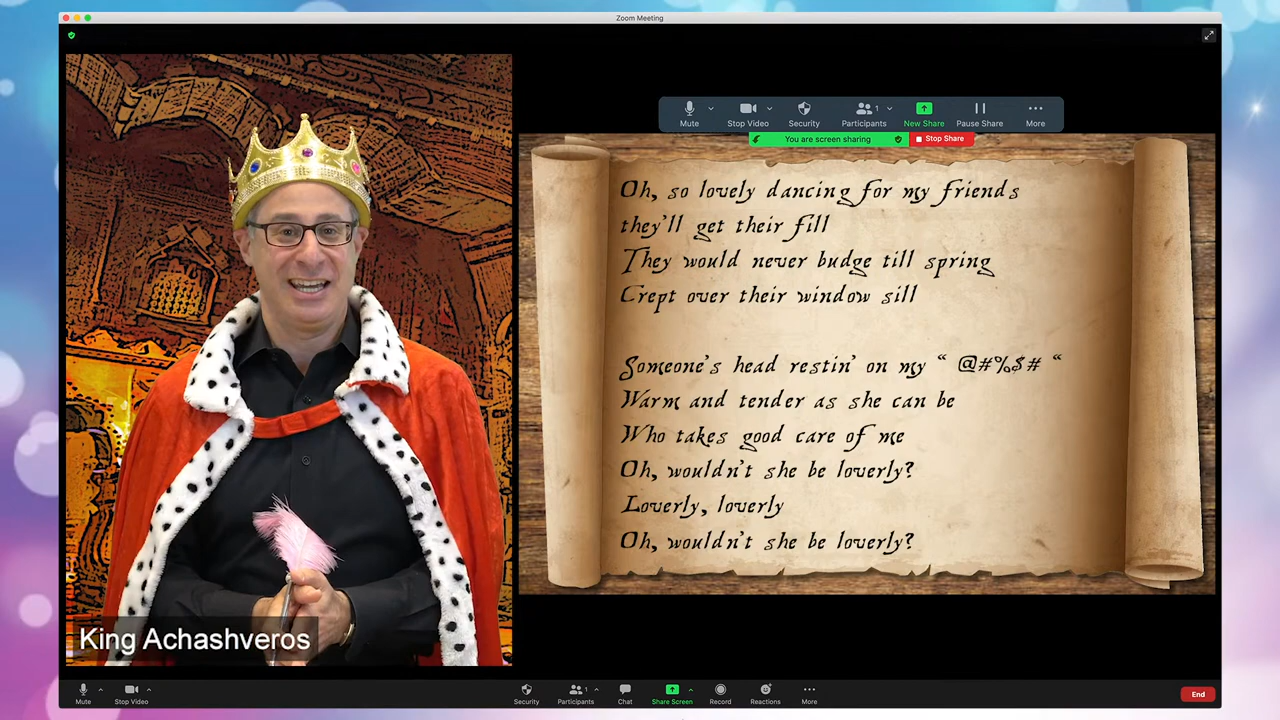 Zoom Meeting
Mute
Stop Video
Security
Participants
1
New Share
Pause Share
More
You are screen sharing
Stop Share
Oh, so lovely dancing for my friends
they'll get their fill
They would never budge till spring
Crept over their window sill
Someone's head restin' on my “ @#%$# “
Warm and tender as she can be
Who takes good care of me
Oh, wouldn't she be loverly?
Loverly, loverly
Oh, wouldn't she be loverly?
King Achashveros
Mute
Stop Video
Security
Participants
1
Chat
Share Screen
Record
Reactions
More
End